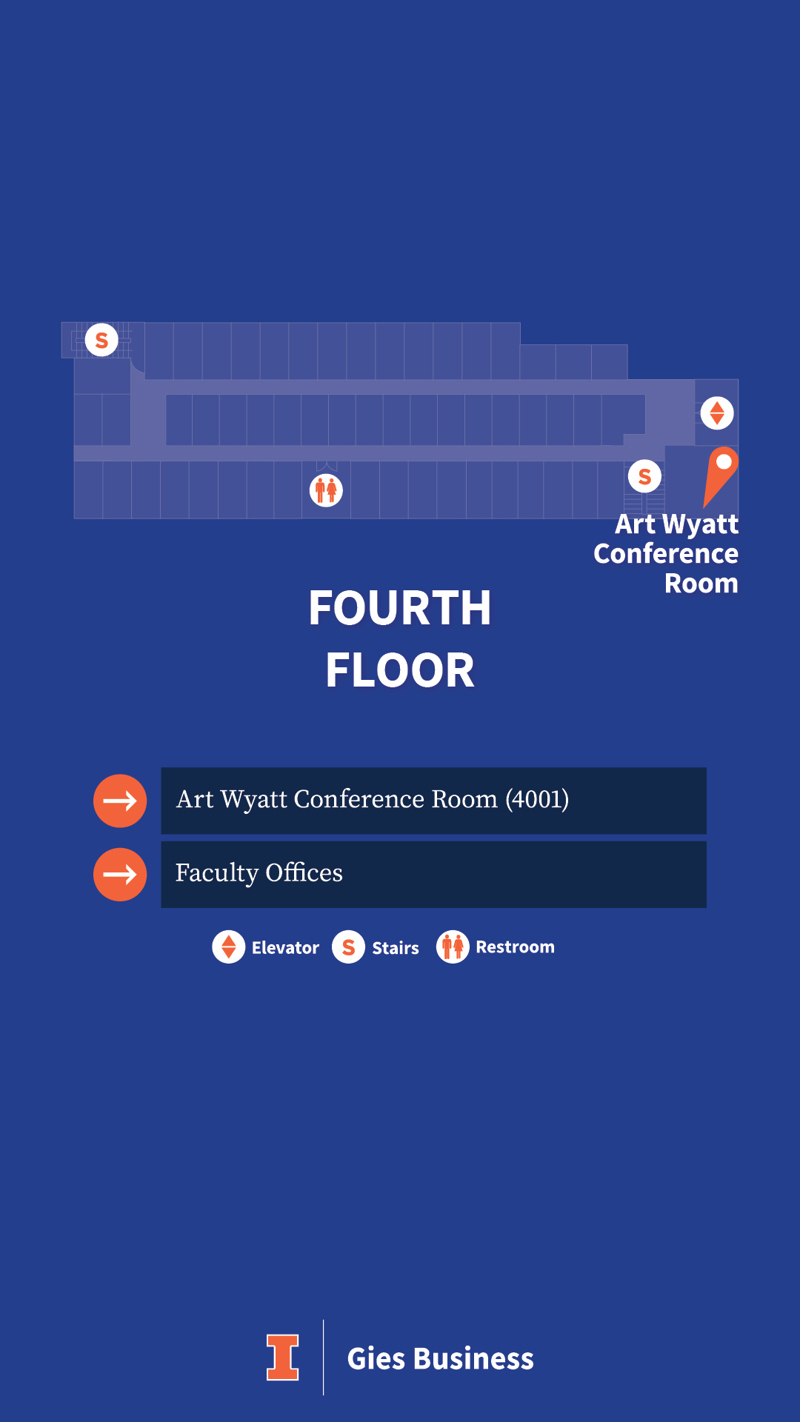 S
S
Art Wyatt
Conference
Room
FOURTH
FLOOR
Art Wyatt Conference Room (4001)
Faculty Offices
Elevator S Stairs Restroom
I Gies Business